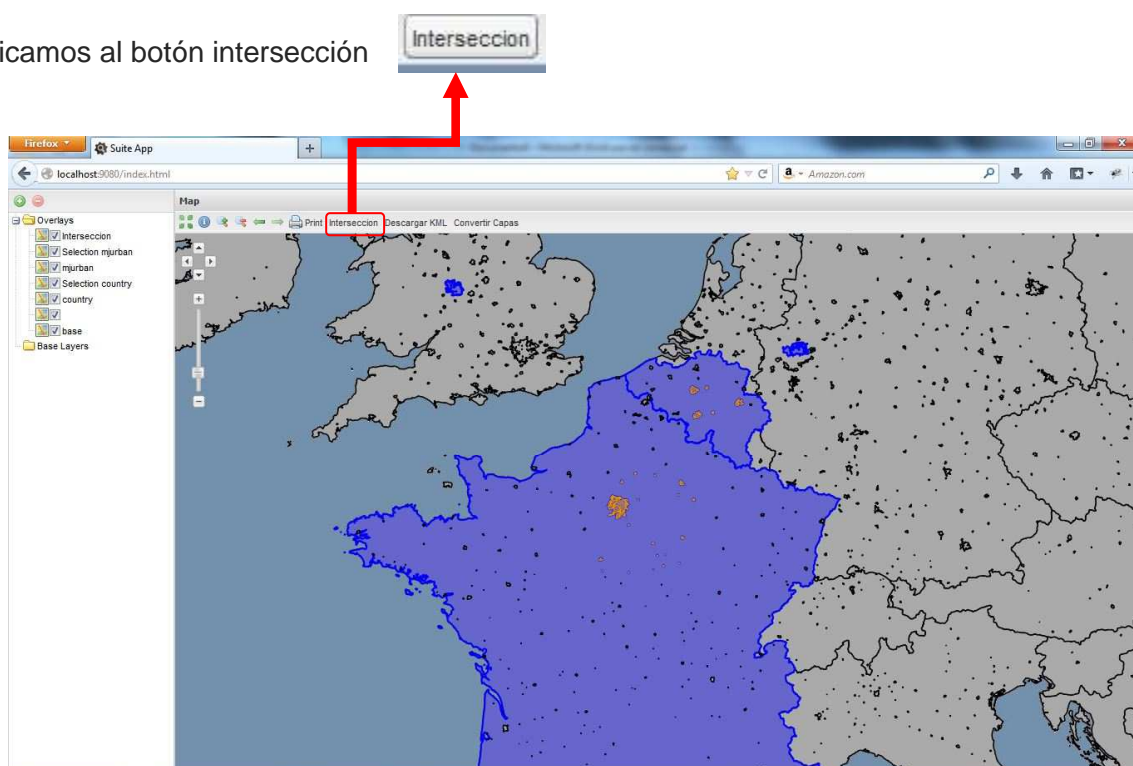 icamos al botón intersección
Interseccion
Firefox
Suite App
localhost:9080/index.html
Amazon.com
Map
Print Interseccion Descargar KML Convertir Capas
Overlays
Interseccion
Selection mjurban
mjurban
Selection country
country
base
Base Layers